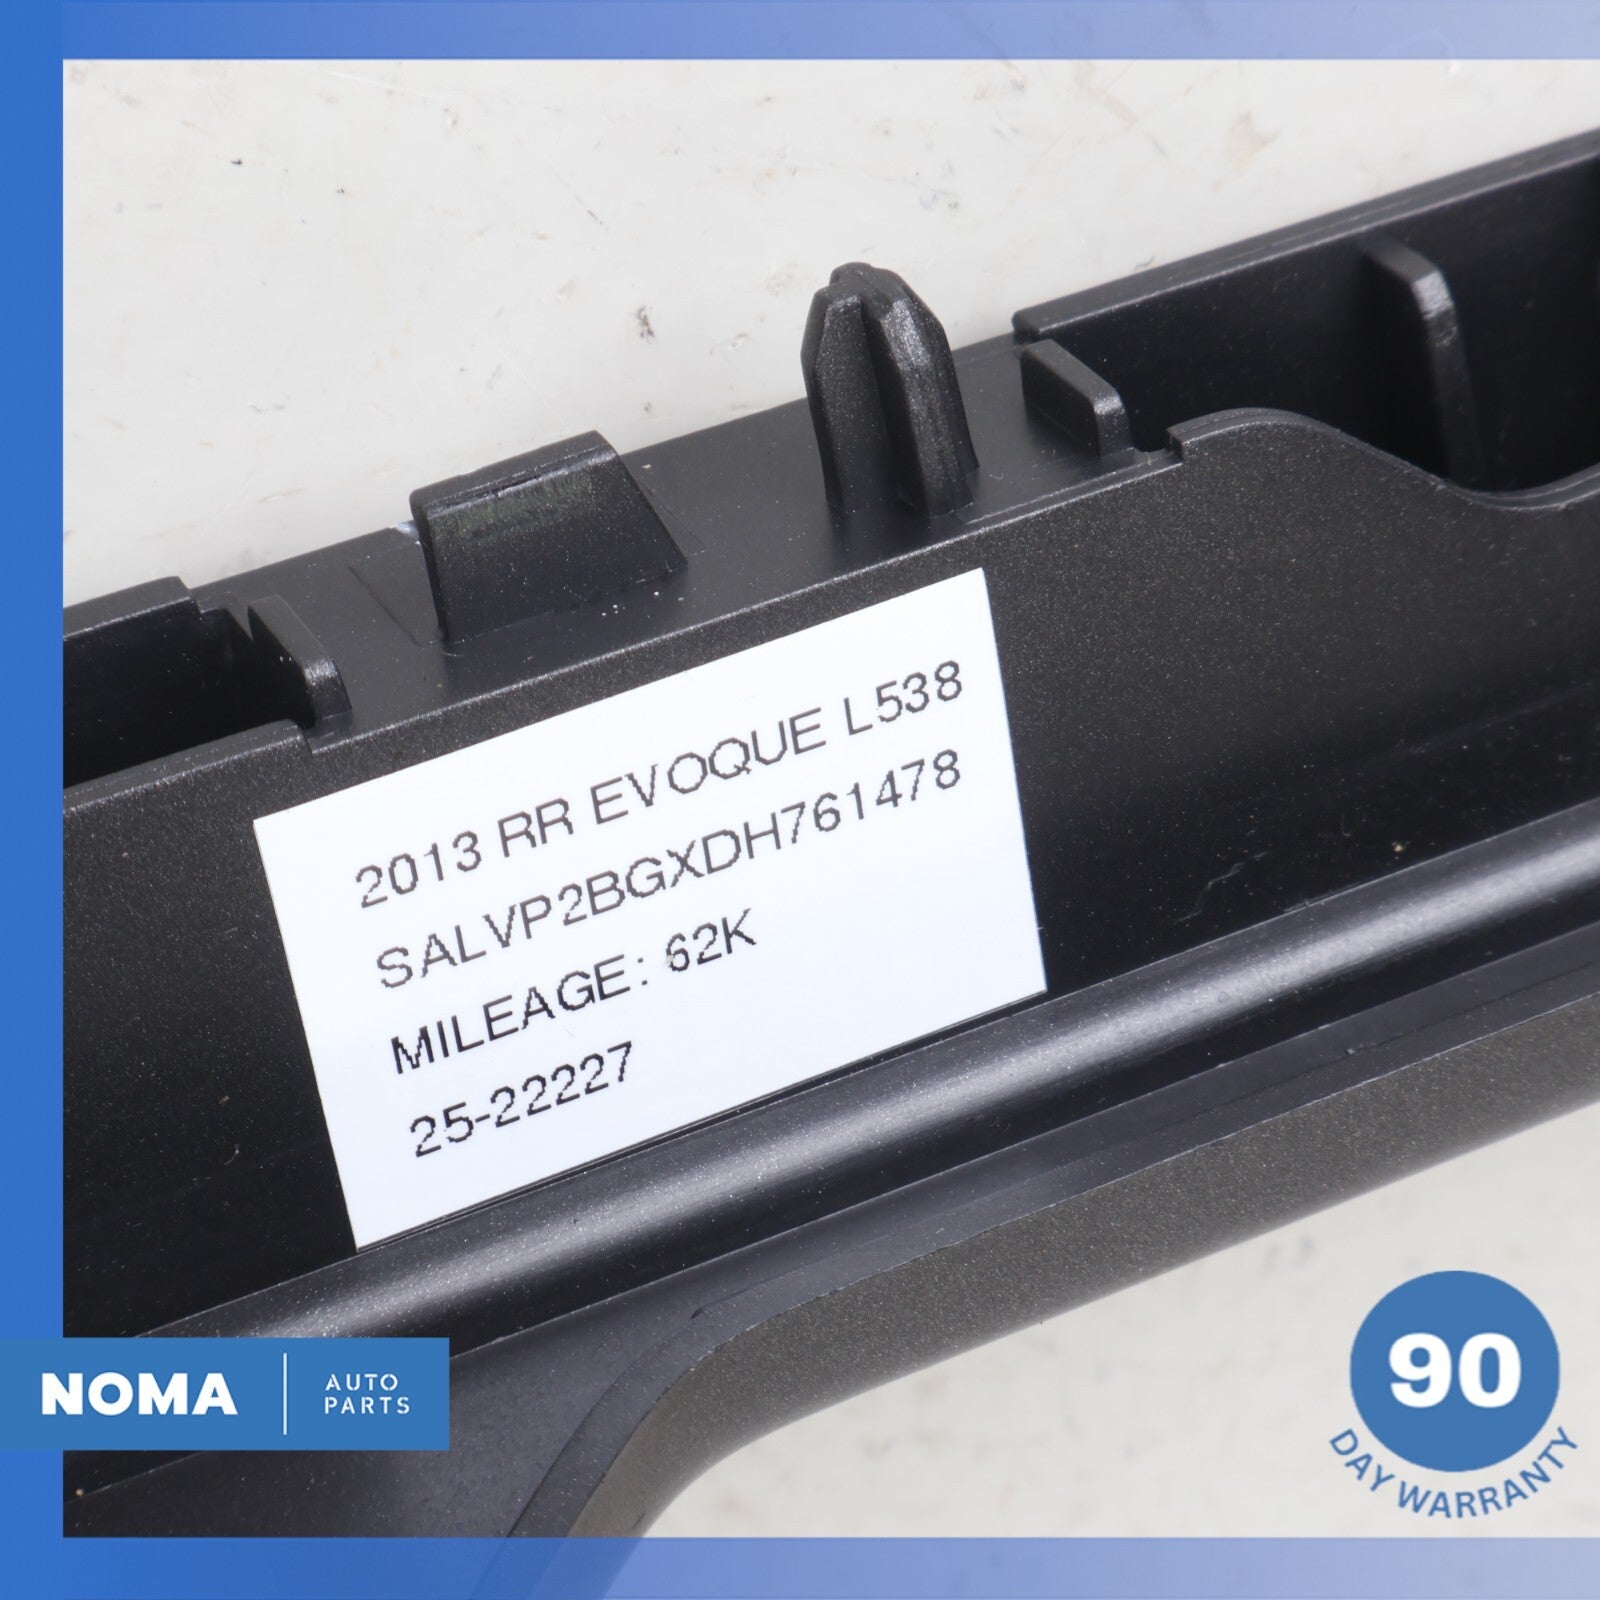 2013 RR EVOQUE L538
SALVP2BGXDH761478
MILEAGE: 62K
25-22227
NOMA
AUTO
PARTS
90
DAY WARRANTY